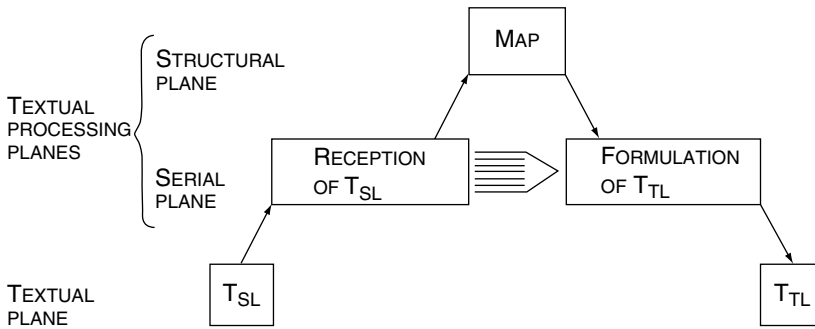 MAP
STRUCTURAL
PLANE
TEXTUAL
PROCESSING
PLANES
RECEPTION
OF TSL
FORMULATION
OF TTL
SERIAL
PLANE
TSL
TTL
TEXTUAL
PLANE